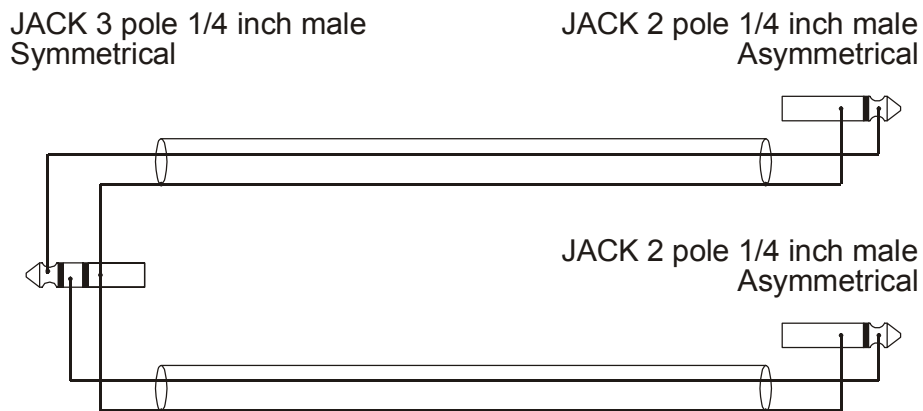 JACK 3 pole 1/4 inch male
Symmetrical
JACK 2 pole 1/4 inch male
Asymmetrical
JACK 2 pole 1/4 inch male
Asymmetrical